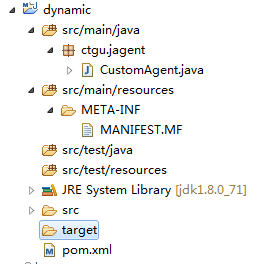 dynamic
src/main/java
ctgu.jagent
CustomAgent.java
src/main/resources
META-INF
MANIFEST.MF
src/test/java
src/test/resources
JRE System Library [jdk1.8.0_71]
src
target
pom.xml